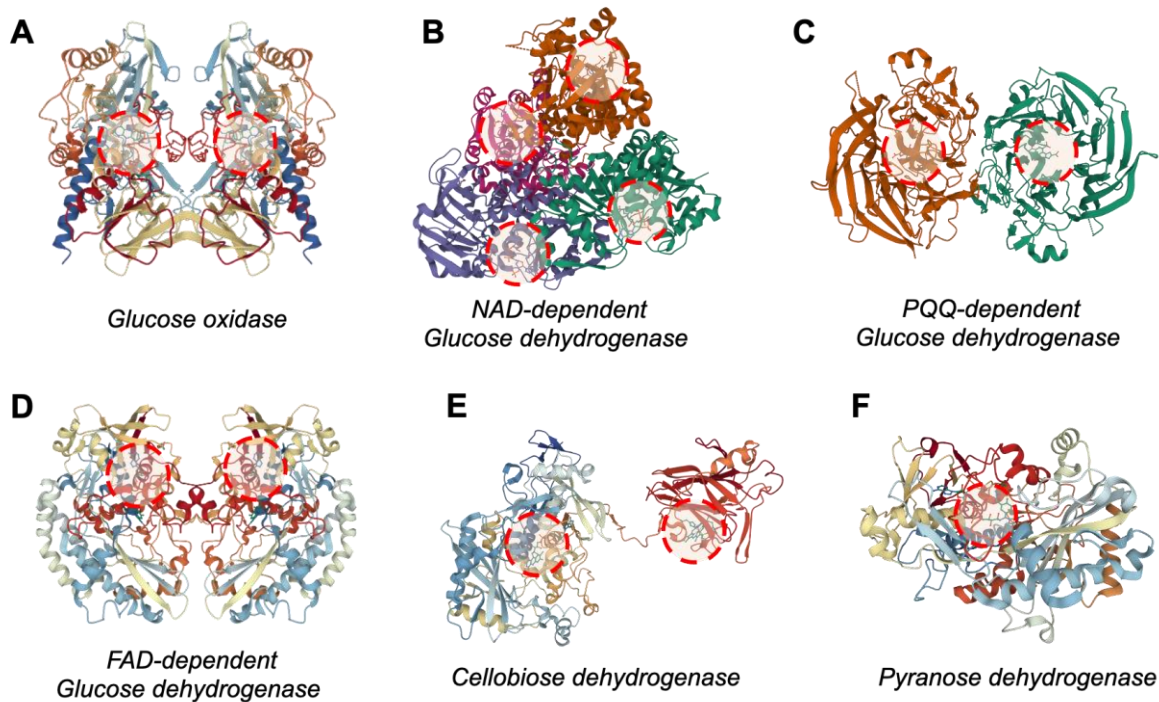 A
B
C
Glucose oxidase
NAD-dependent
Glucose dehydrogenase
PQQ-dependent
Glucose dehydrogenase
D
E
F
FAD-dependent
Glucose dehydrogenase
Cellobiose dehydrogenase
Pyranose dehydrogenase